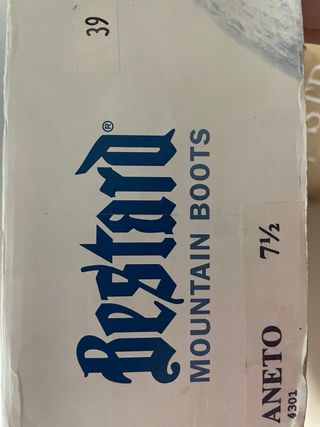 39
Bestard®
MOUNTAIN BOOTS
ANETO 7½
4301